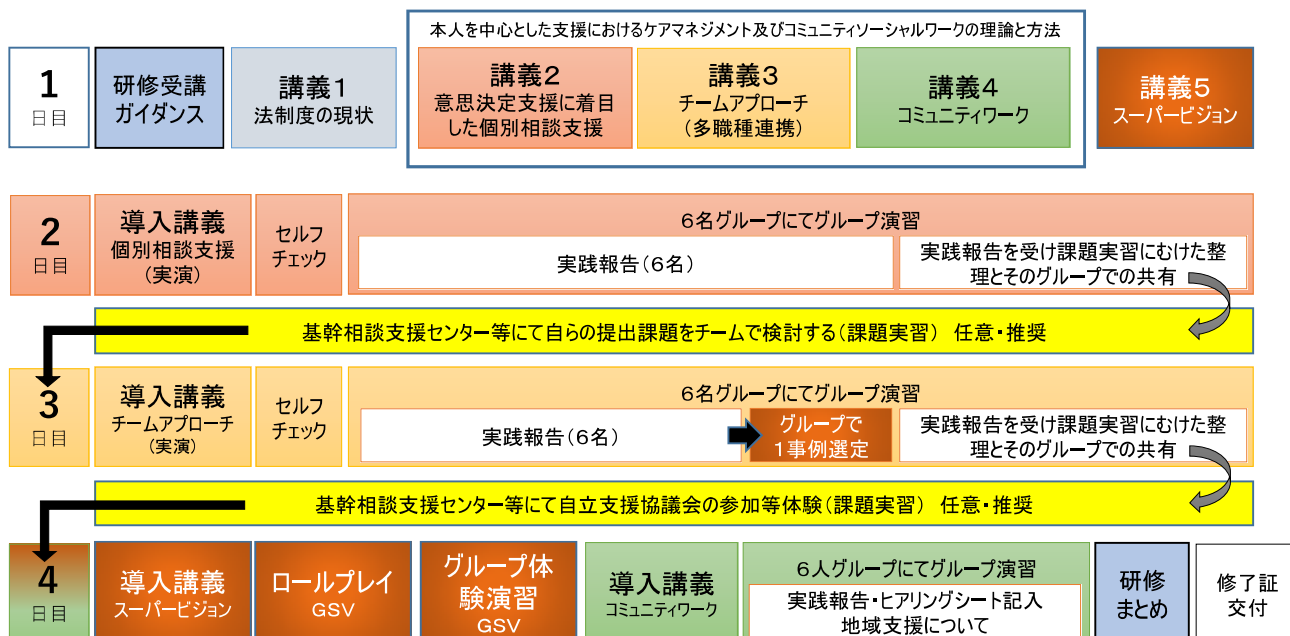 本人を中心とした支援におけるケアマネジメント及びコミュニティソーシャルワークの理論と方法
1
日目
研修受講
ガイダンス
講義1
法制度の現状
講義2
意思決定支援に着目
した個別相談支援
講義3
チームアプローチ
(多職種連携)
講義4
コミュニティワーク
講義5
スーパービジョン
2
日目
導入講義
個別相談支援
(実演)
セルフ
チェック
6名グループにてグループ演習
実践報告(6名)
実践報告を受け課題実習にむけた整
理とそのグループでの共有
基幹相談支援センター等にて自らの提出課題をチームで検討する(課題実習) 任意・推奨
3
日目
導入講義
チームアプローチ
(実演)
セルフ
チェック
6名グループにてグループ演習
実践報告(6名)
グループで
1事例選定
実践報告を受け課題実習にむけた整
理とそのグループでの共有
基幹相談支援センター等にて自立支援協議会の参加等体験(課題実習) 任意・推奨
4
日目
導入講義
スーパービジョン
ロールプレイ
GSV
グループ体
験演習
GSV
導入講義
コミュニティワーク
6人グループにてグループ演習
実践報告・ヒアリングシート記入
地域支援について
研修
まとめ
修了証
交付